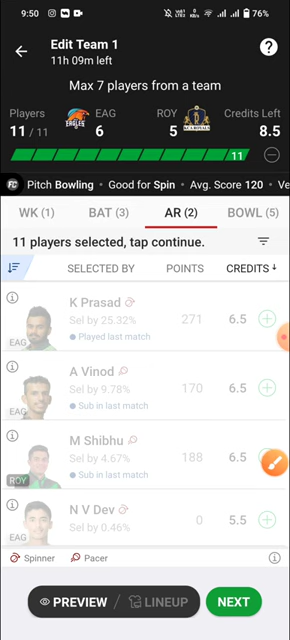 9:50 76%
Edit Team 1
11h 09m left
Max 7 players from a team
Players EAG ROY Credits Left
11 / 11 6 5 8.5
11
FC Pitch Bowling • Good for Spin • Avg. Score 120 • Ve
WK (1) BAT (3) AR (2) BOWL (5)
11 players selected, tap continue.
SELECTED BY POINTS CREDITS
K Prasad
Sel by 25.32% 271 6.5
Played last match
EAG
A Vinod
Sel by 9.78% 170 6.5
Sub in last match
EAG
M Shibhu
Sel by 4.67% 188 6.5
Sub in last match
ROY
N V Dev
Sel by 0.46% 0 5.5
EAG
Spinner Pacer
PREVIEW / LINEUP NEXT